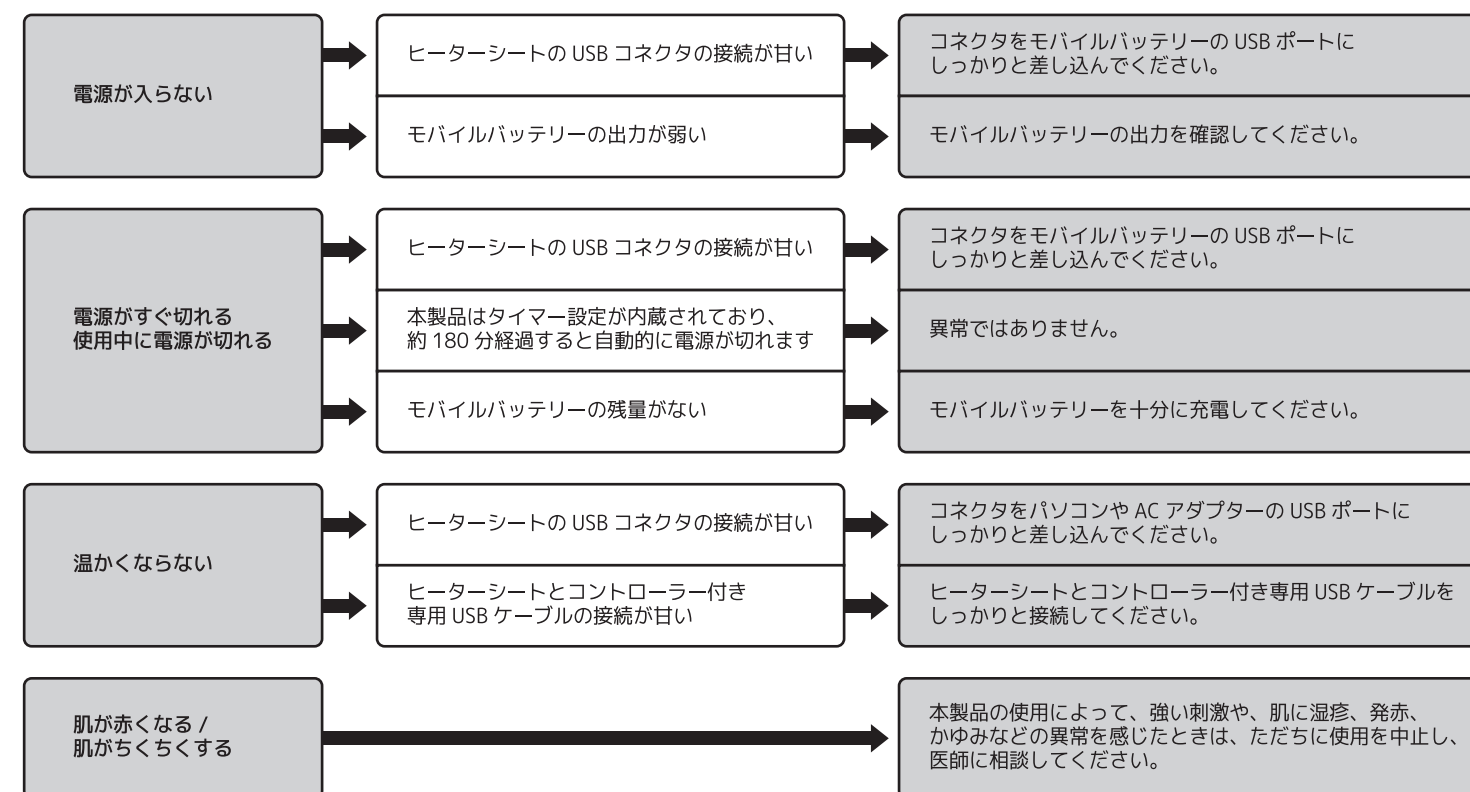 電源が入らない
ヒーターシートの USB コネクタの接続が甘い
コネクタをモバイルバッテリーの USB ポートに
しっかりと差し込んでください。
モバイルバッテリーの出力が弱い
モバイルバッテリーの出力を確認してください。
電源がすぐ切れる
使用中に電源が切れる
ヒーターシートの USB コネクタの接続が甘い
コネクタをモバイルバッテリーの USB ポートに
しっかりと差し込んでください。
本製品はタイマー設定が内蔵されており、
約 180 分経過すると自動的に電源が切れます
異常ではありません。
モバイルバッテリーの残量がない
モバイルバッテリーを十分に充電してください。
温かくならない
ヒーターシートの USB コネクタの接続が甘い
コネクタをパソコンや AC アダプターの USB ポートに
しっかりと差し込んでください。
ヒーターシートとコントローラー付き
専用 USB ケーブルの接続が甘い
ヒーターシートとコントローラー付き専用 USB ケーブルを
しっかりと接続してください。
肌が赤くなる /
肌がちくちくする
本製品の使用によって、強い刺激や、肌に湿疹、発赤、
かゆみなどの異常を感じたときは、ただちに使用を中止し、
医師に相談してください。